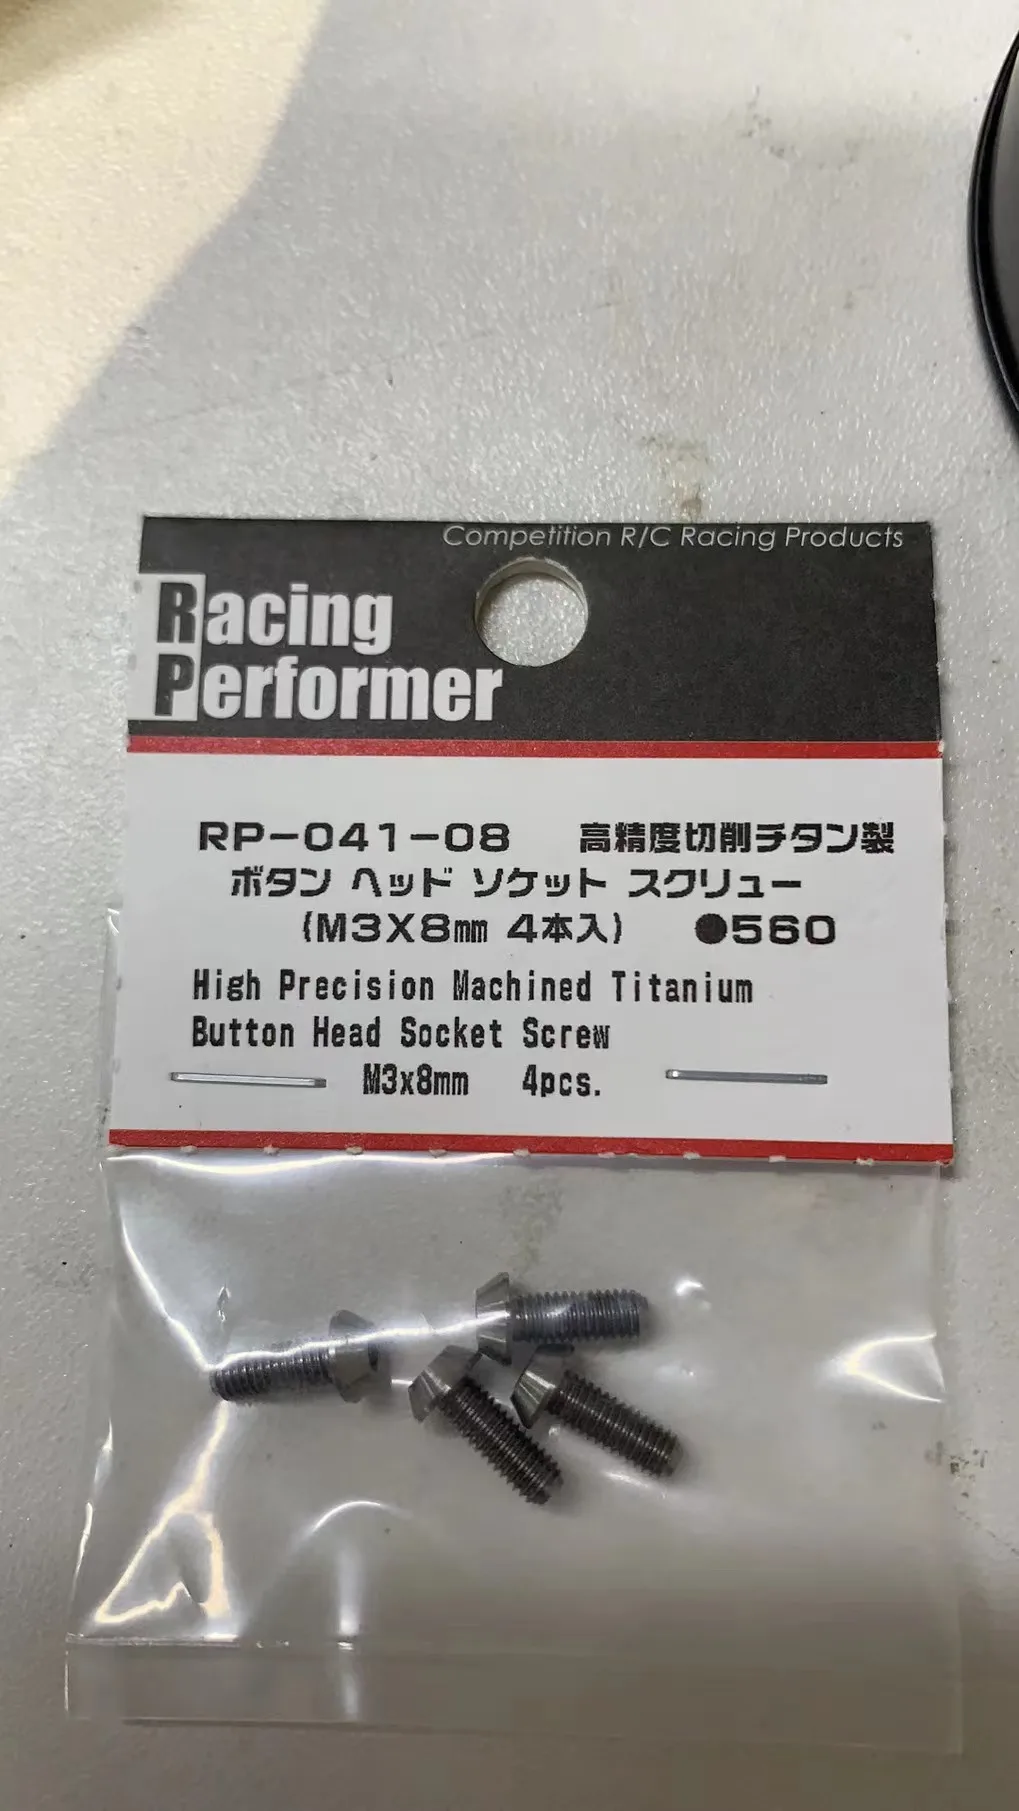 Competition R/C Racing Products
Racing
Performer
RP-041-08 高精度切削チタン製
ボタン ヘッド ソケット スクリュー
(M3X8㎜ 4本入) ●560
High Precision Machined Titanium
Button Head Socket Screw
M3x8mm 4pcs.